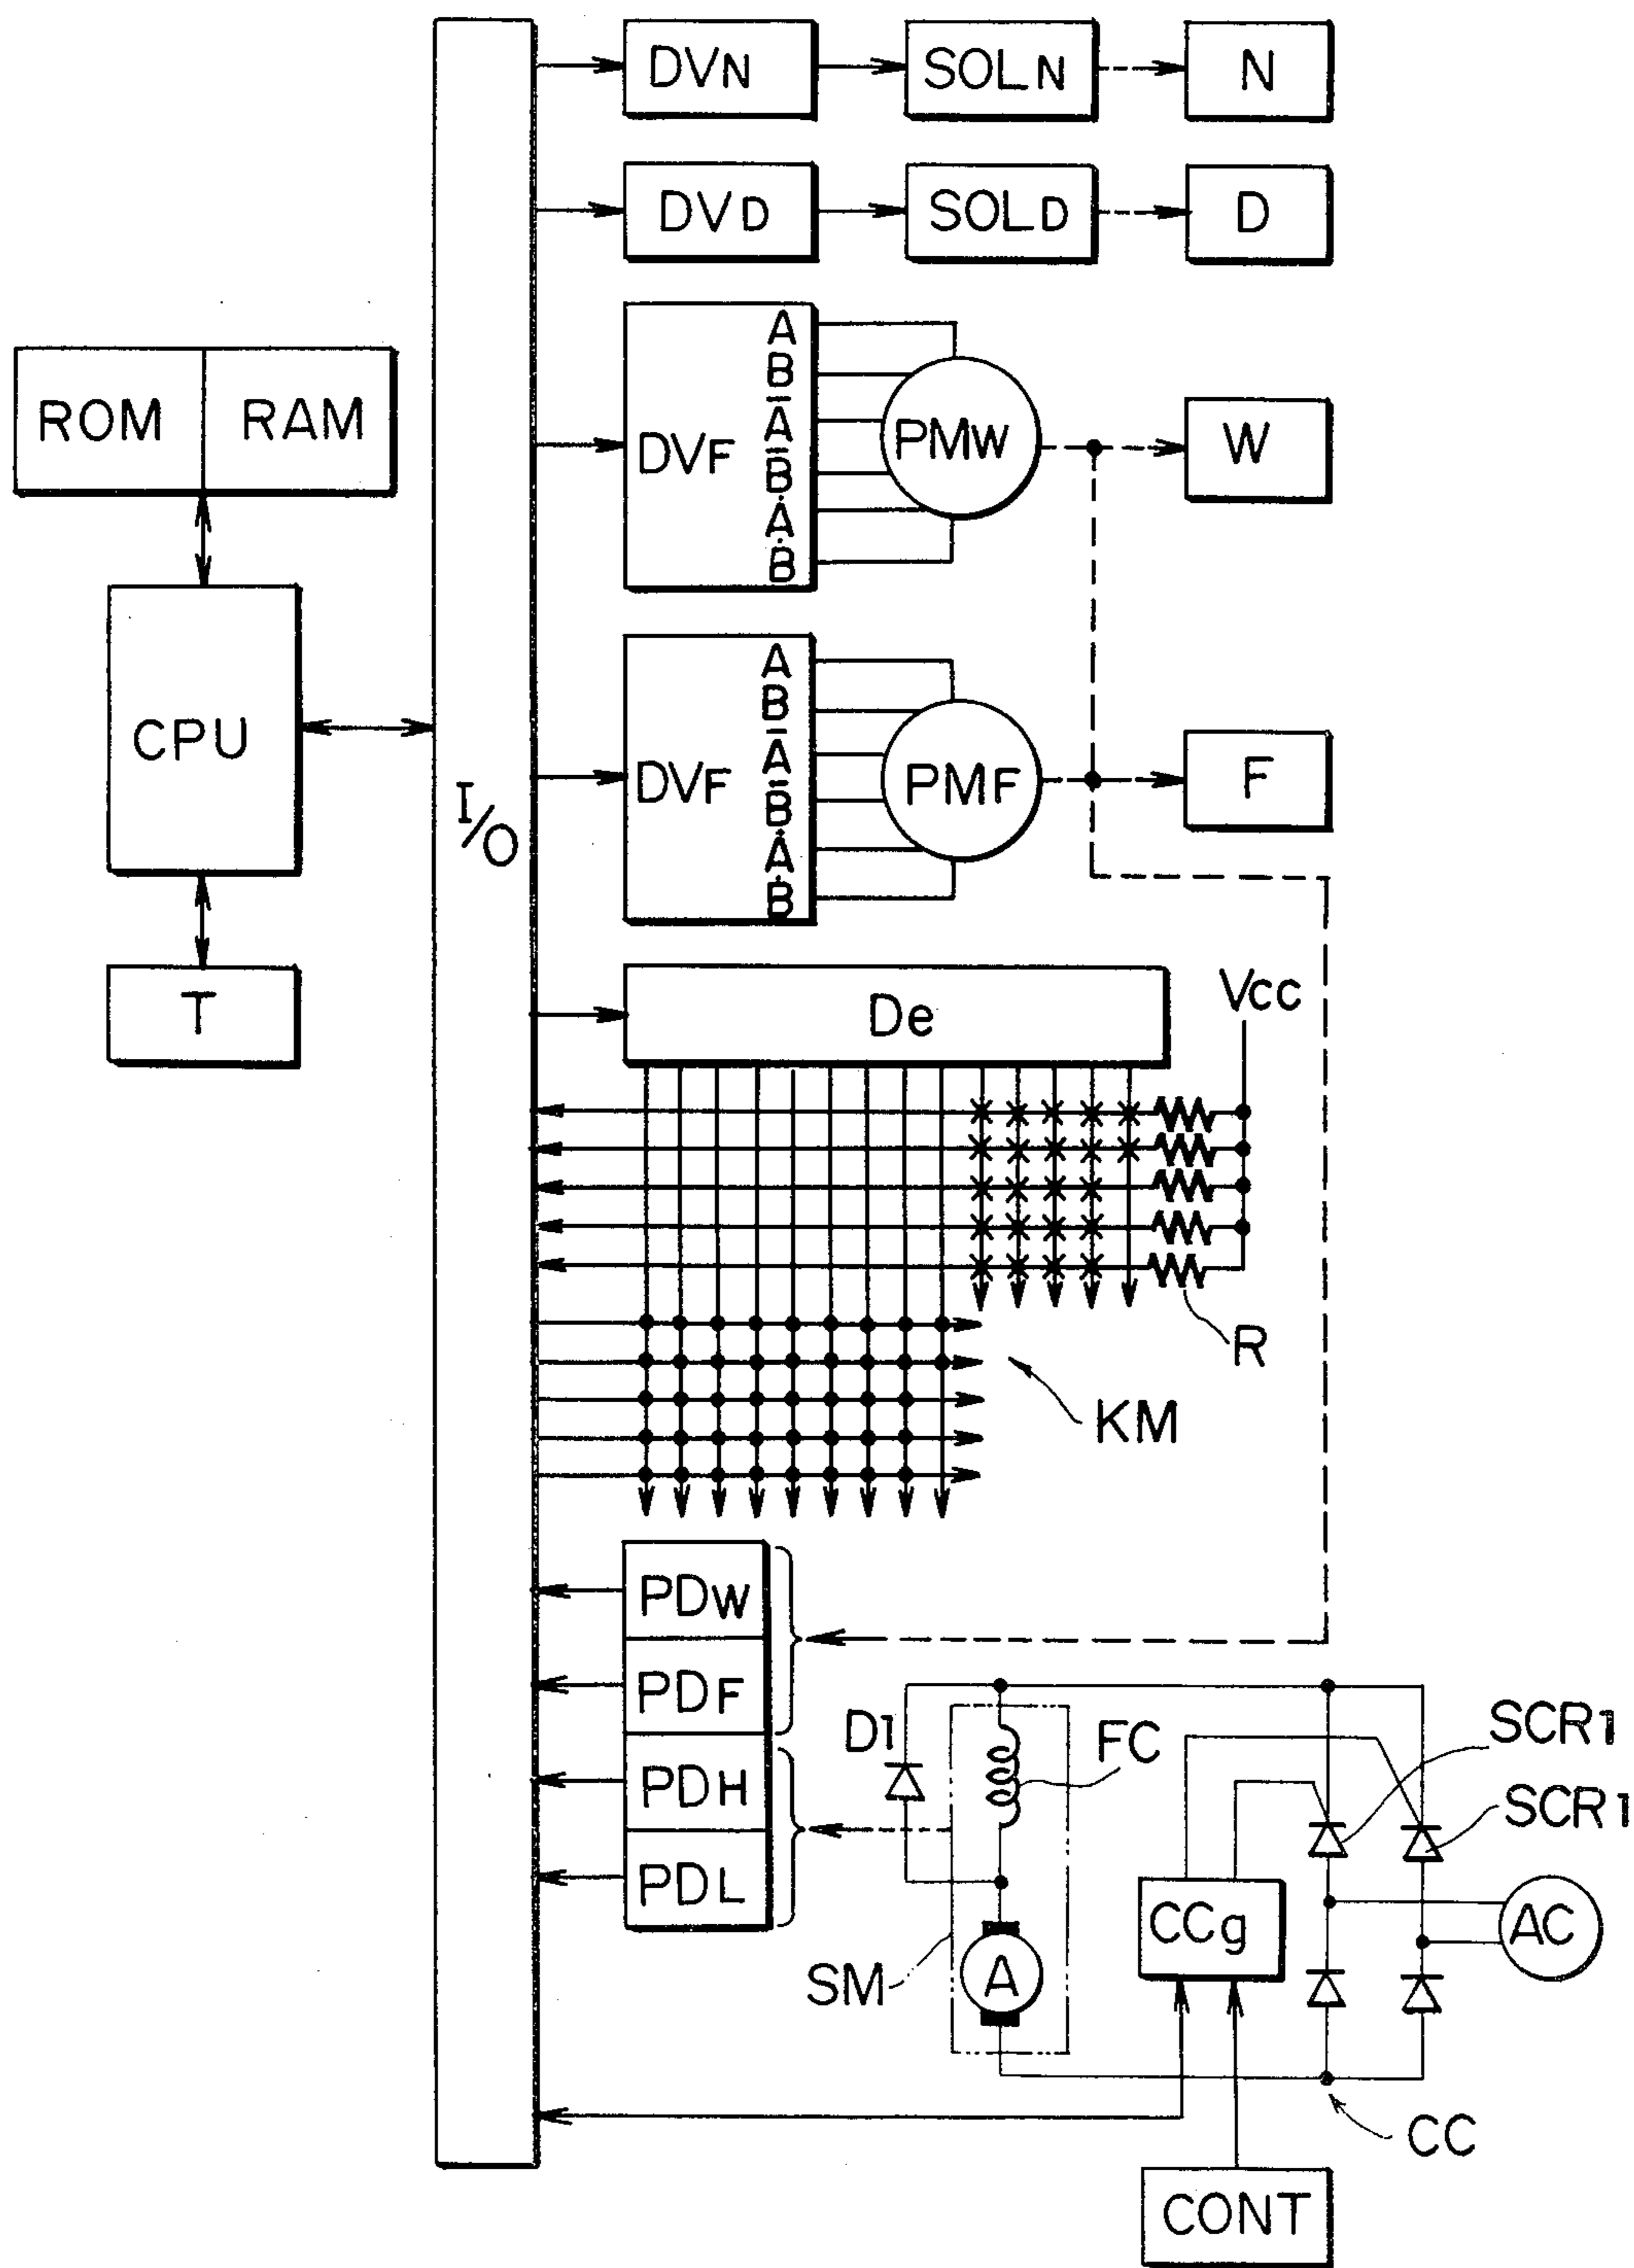 DVN
SOLN
N
DVD
SOLD
D
ROM
RAM
CPU
T
I/O
DVF
A
B
A̅
B̅
Ȧ
Ḃ
PMW
W
DVF
A
B
A̅
B̅
Ȧ
Ḃ
PMF
F
De
Vcc
R
KM
PDW
PDF
PDH
PDL
D1
FC
SCR1
SCR1
CCg
AC
SM
A
CC
CONT